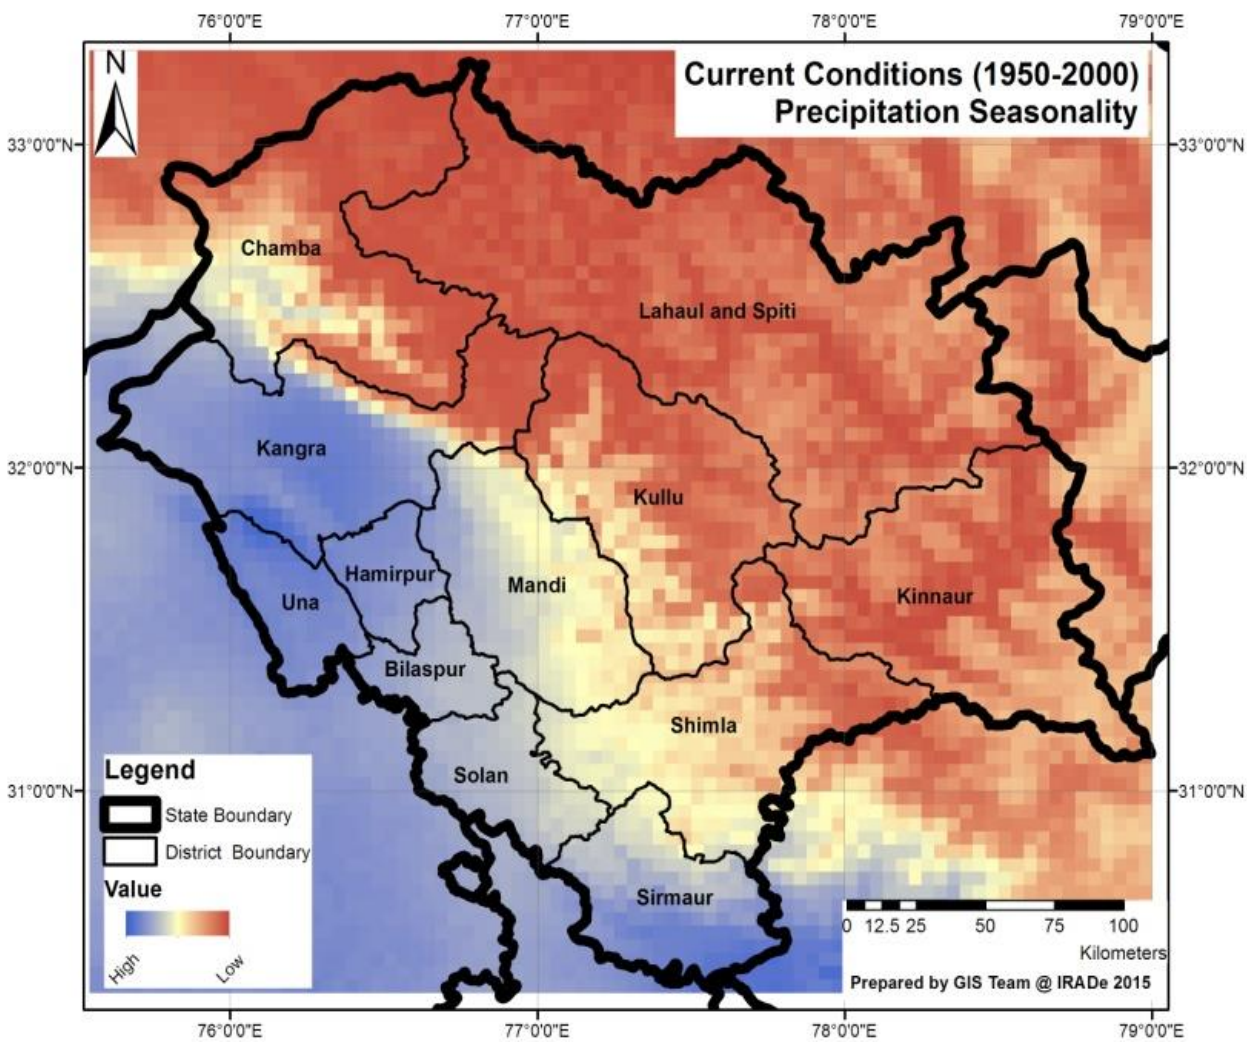 76°0'0"E 77°0'0"E 78°0'0"E 79°0'0"E
N
Current Conditions (1950-2000)
Precipitation Seasonality
33°0'0"N 33°0'0"N
Chamba
Lahaul and Spiti
Kangra
32°0'0"N 32°0'0"N
Kullu
Hamirpur
Mandi
Una
Kinnaur
Bilaspur
Shimla
Solan
31°0'0"N 31°0'0"N
Sirmaur
Legend
State Boundary
District Boundary
Value
High Low
0 12.5 25 50 75 100
Kilometers
Prepared by GIS Team @ IRADe 2015
76°0'0"E 77°0'0"E 78°0'0"E 79°0'0"E